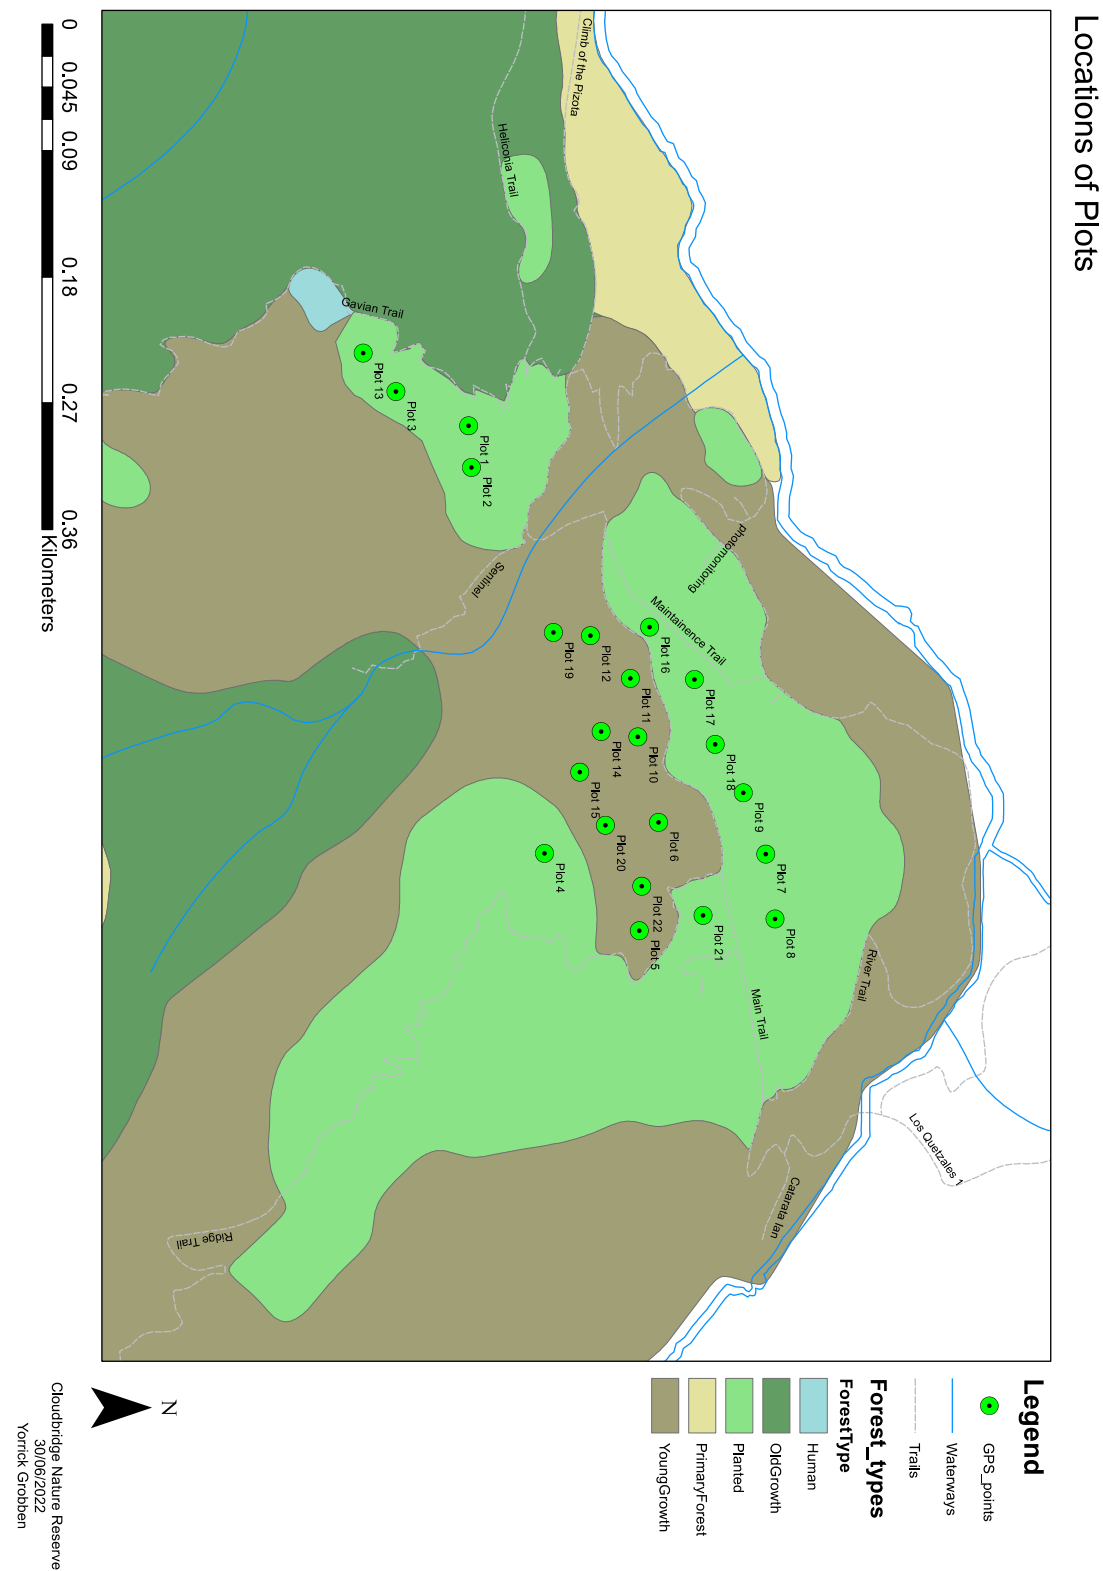 Locations of Plots
Climb of the Pizota
Heliconia Trail
Gavian Trail
Plot 13
Plot 3
Plot 1
Plot 2
Sentinel
photomonitoring
Maintainence Trail
Plot 16
Plot 12
Plot 19
Plot 17
Plot 11
Plot 10
Plot 14
Plot 18
Plot 15
Plot 9
Plot 6
Plot 20
Plot 4
Plot 7
Plot 22
Plot 5
Plot 21
Plot 8
River Trail
Main Trail
Los Quetzales 1
Catarata Ian
Ridge Trail
0 0.045 0.09 0.18 0.27 0.36
Kilometers
Legend
GPS_points
Waterways
Trails
Forest_types
ForestType
Human
OldGrowth
Planted
PrimaryForest
YoungGrowth
N
Cloudbridge Nature Reserve
30/06/2022
Yorrick Grobben